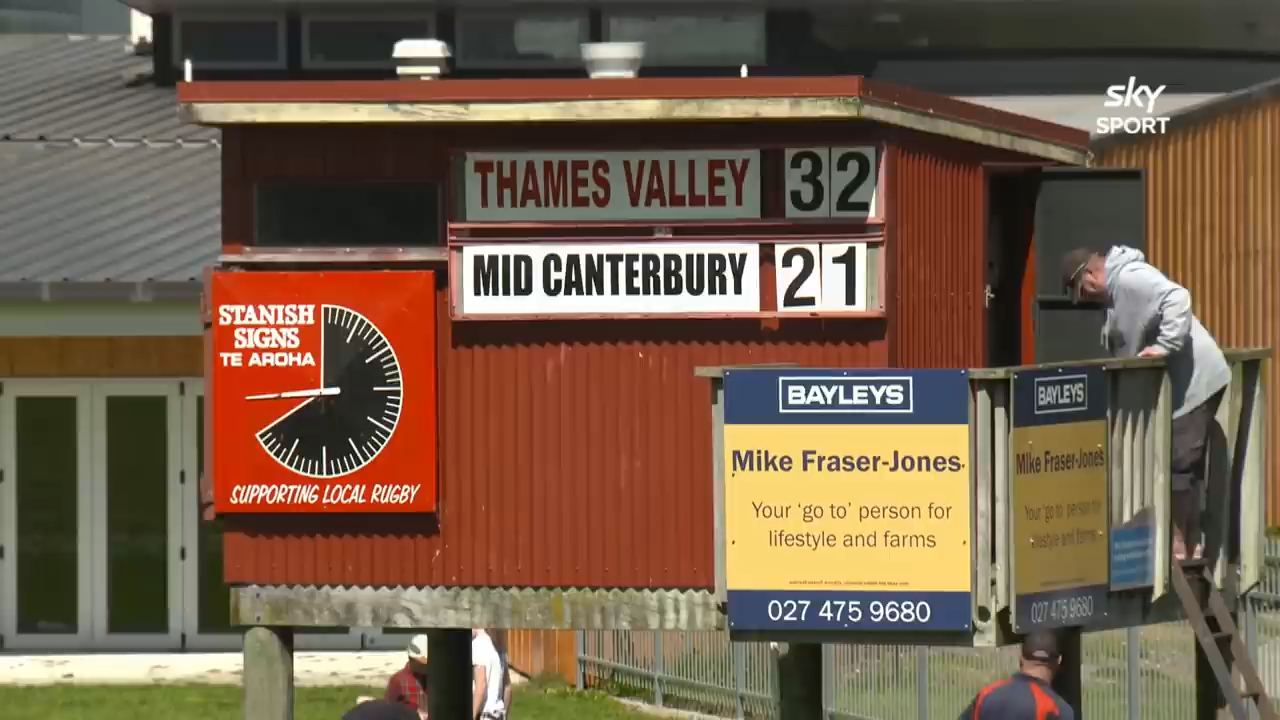 sky
SPORT
THAMES VALLEY 32
MID CANTERBURY 21
STANISH
SIGNS
TE AROHA
SUPPORTING LOCAL RUGBY
BAYLEYS
Mike Fraser-Jones
Your 'go to' person for
lifestyle and farms
027 475 9680
BAYLEYS
Mike Fraser-Jones
Your 'go to' person for
lifestyle and farms
027 475 9680